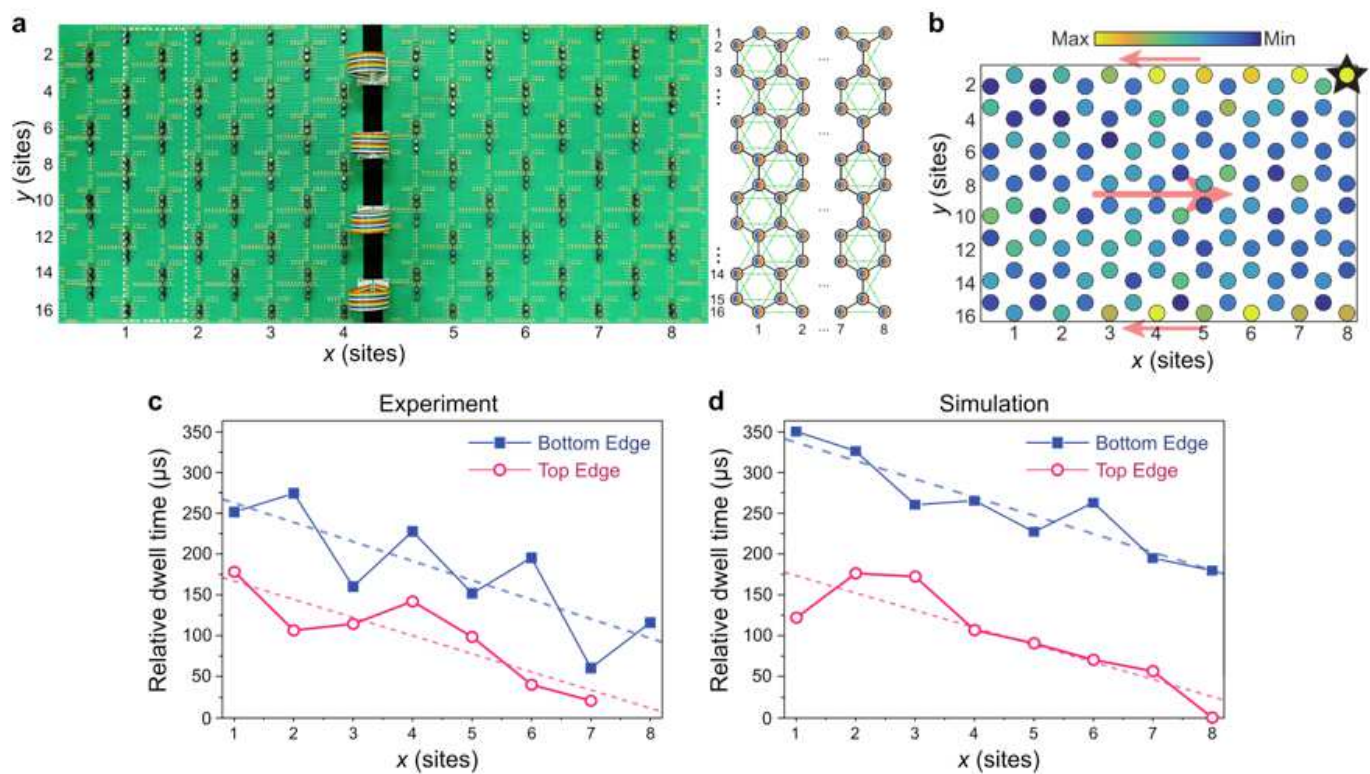 a
2
4
6
8
10
12
14
16
y (sites)
1 2 3 4 5 6 7 8
x (sites)
1
2
3
⋮
⋮
14
15
16
...
...
...
...
1 2 ... 7 8
b
Max Min
2
4
6
8
10
12
14
16
y (sites)
1 2 3 4 5 6 7 8
x (sites)
c
Experiment
Bottom Edge
Top Edge
350
300
250
200
150
100
50
0
Relative dwell time (μs)
1 2 3 4 5 6 7 8
x (sites)
d
Simulation
Bottom Edge
Top Edge
350
300
250
200
150
100
50
0
Relative dwell time (μs)
1 2 3 4 5 6 7 8
x (sites)